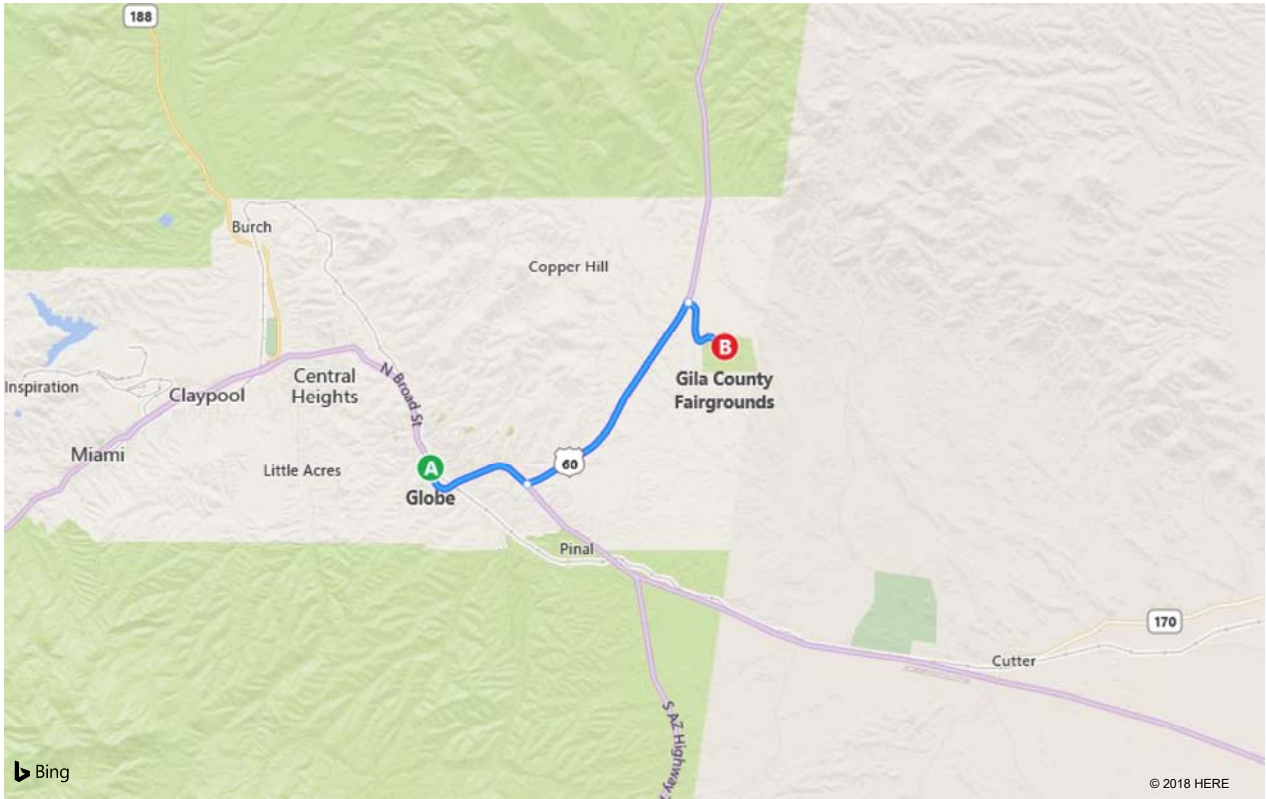 188
Burch
Copper Hill
B
Gila County
Fairgrounds
Inspiration
Claypool
Central
Heights
N Broad St
Miami
Little Acres
A
Globe
60
Pinal
170
Cutter
S AZ Highway
Bing
© 2018 HERE